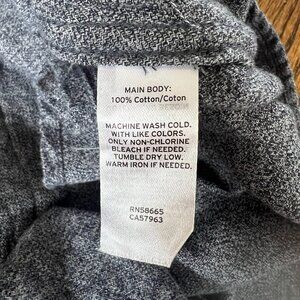 MAIN BODY:
100% Cotton/Coton
MACHINE WASH COLD.
WITH LIKE COLORS.
ONLY NON-CHLORINE
BLEACH IF NEEDED.
TUMBLE DRY LOW.
WARM IRON IF NEEDED.
RN58665
CA57963